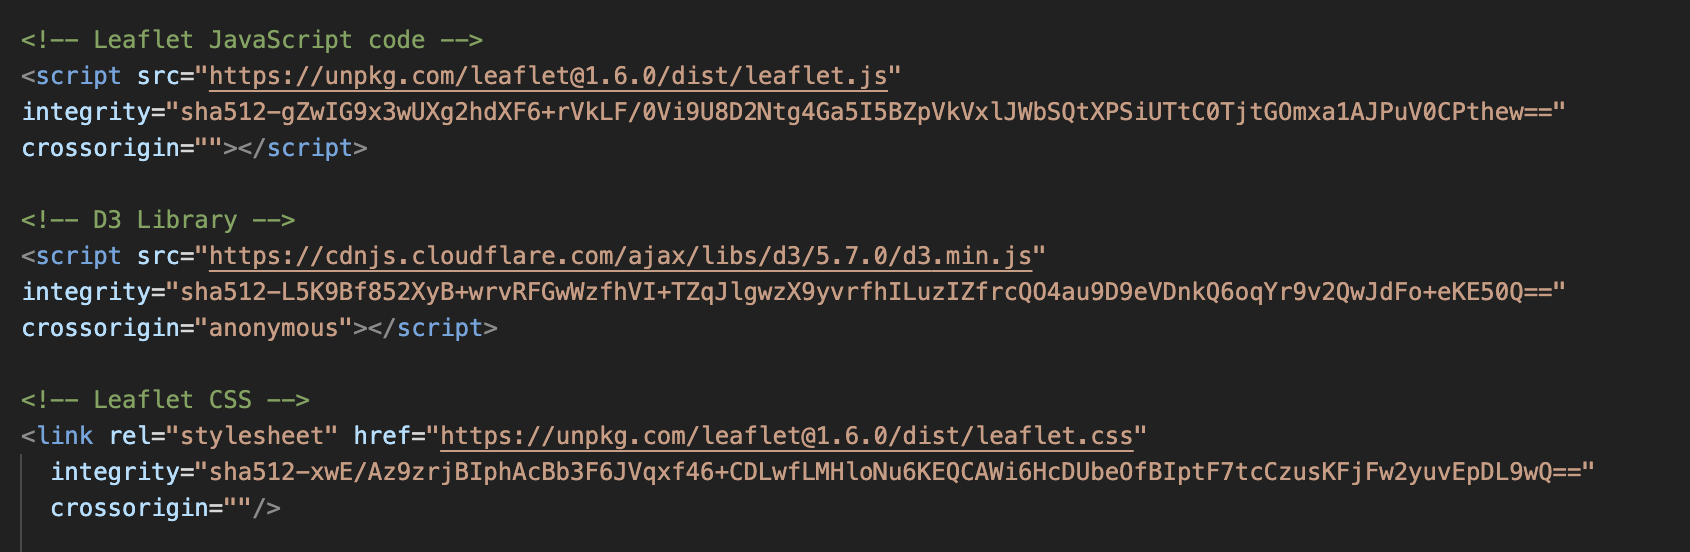 <!-- Leaflet JavaScript code -->
<script src="https://unpkg.com/leaflet@1.6.0/dist/leaflet.js"
integrity="sha512-gZwIG9x3wUXg2hdXF6+rVkLF/0Vi9U8D2Ntg4Ga5I5BZpVkVxlJWbSQtXPSiUTtC0TjtGOmxa1AJPuV0CPthew=="
crossorigin=""></script>
<!-- D3 Library -->
<script src="https://cdnjs.cloudflare.com/ajax/libs/d3/5.7.0/d3.min.js"
integrity="sha512-L5K9Bf852XyB+wrvRFGwWzfhVI+TZqJlgwzX9yvrfhILuzIZfrcQO4au9D9eVDnkQ6oqYr9v2QwJdFo+eKE50Q=="
crossorigin="anonymous"></script>
<!-- Leaflet CSS -->
<link rel="stylesheet" href="https://unpkg.com/leaflet@1.6.0/dist/leaflet.css"
integrity="sha512-xwE/Az9zrjBIphAcBb3F6JVqxf46+CDLwfLMHloNu6KEQCAWi6HcDUbeOfBIptF7tcCzusKFjFw2yuvEpDL9wQ=="
crossorigin=""/>